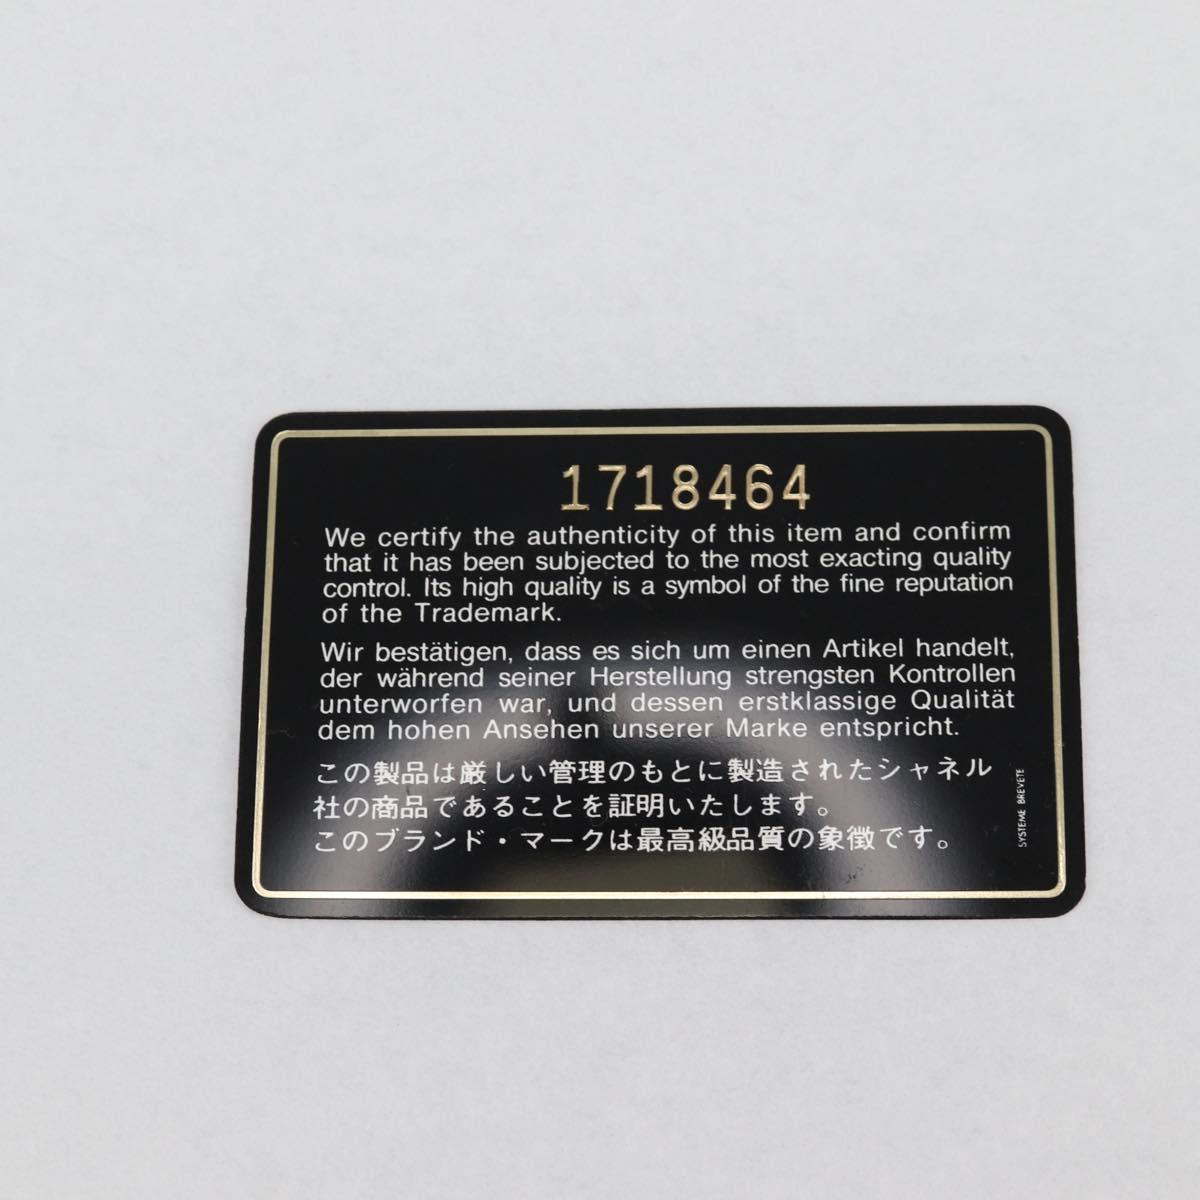 1718464
We certify the authenticity of this item and confirm
that it has been subjected to the most exacting quality
control. Its high quality is a symbol of the fine reputation
of the Trademark.
Wir bestätigen, dass es sich um einen Artikel handelt,
der während seiner Herstellung strengsten Kontrollen
unterworfen war, und dessen erstklassige Qualität
dem hohen Ansehen unserer Marke entspricht.
この製品は厳しい管理のもとに製造されたシャネル
社の商品であることを証明いたします。
このブランド・マークは最高級品質の象徴です。
SYSTEME BREVETE